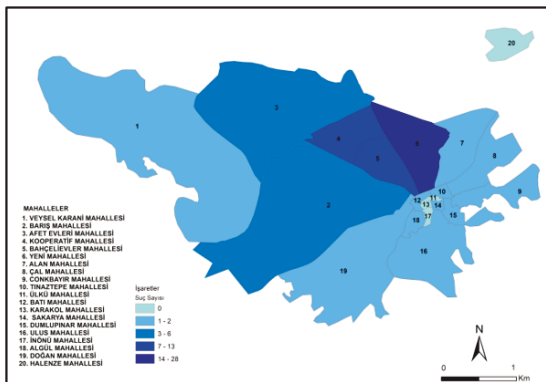 20
3
1
4
6
7
5
8
9
10
11
12
13
14
2
17
15
18
16
19
MAHALLELER
1. VEYSEL KARANİ MAHALLESİ
2. BARIŞ MAHALLESİ
3. AFET EVLERİ MAHALLESİ
4. KOOPERATİF MAHALLESİ
5. BAHÇELİEVLER MAHALLESİ
6. YENİ MAHALLESİ
7. ALAN MAHALLESİ
8. ÇAL MAHALLESİ
9. CONKBAYIR MAHALLESİ
10. TINAZTEPE MAHALLESİ
11. ÜLKÜ MAHALLESİ
12. BATI MAHALLESİ
13. KARAKOL MAHALLESİ
14. SAKARYA MAHALLESİ
15. DUMLUPINAR MAHALLESİ
16. ULUS MAHALLESİ
17. İNÖNÜ MAHALLESİ
18. ALGÜL MAHALLESİ
19. DOĞAN MAHALLESİ
20. HALENZE MAHALLESİ
İşaretler
Suç Sayısı
0
1 - 2
3 - 6
7 - 13
14 - 28
N
0 1
Km